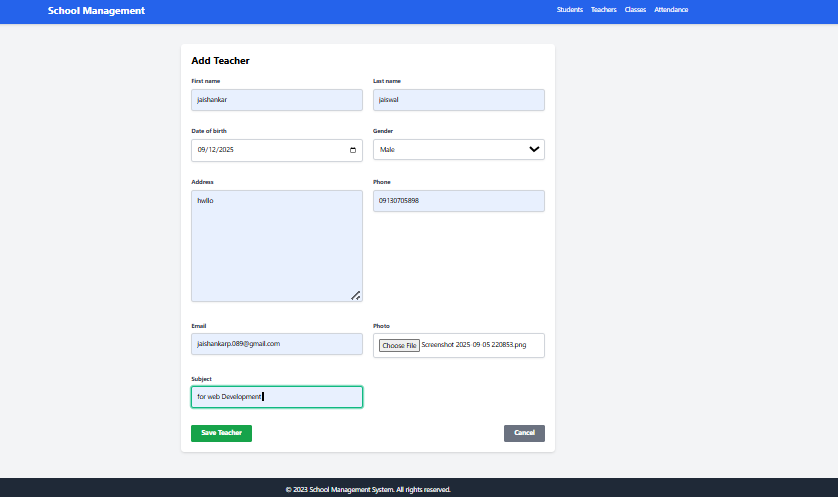 School Management
Students Teachers Classes Attendance
Add Teacher
First name Last name
jaishankar jaiswal
Date of birth Gender
09/12/2025 Male
Address Phone
hwllo 09130705898
Email Photo
jaishankarp.089@gmail.com Choose File Screenshot 2025-09-05 220853.png
Subject
for web Development
Save Teacher Cancel
© 2023 School Management System. All rights reserved.